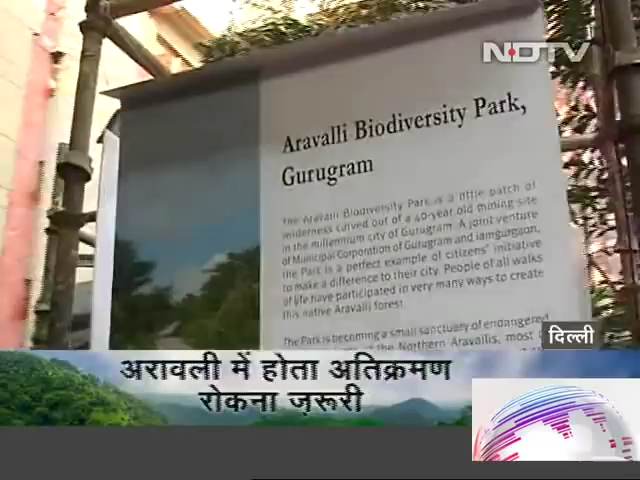 NDTV
Aravalli Biodiversity Park,
Gurugram
The Aravalli Biodiversity Park is a little patch of
wilderness carved out of a 40-year old mining site
in the millennium city of Gurugram. A joint venture
of Municipal Corporation of Gurugram and iamgurgaon,
the Park is a perfect example of citizens' initiative
to make a difference to their city. People of all walks
of life have participated in very many ways to create
this native Aravalli forest.
The Park is becoming a small sanctuary of endangered
of the Northern Aravallis, most
दिल्ली
अरावली में होता अतिक्रमण
रोकना ज़रूरी